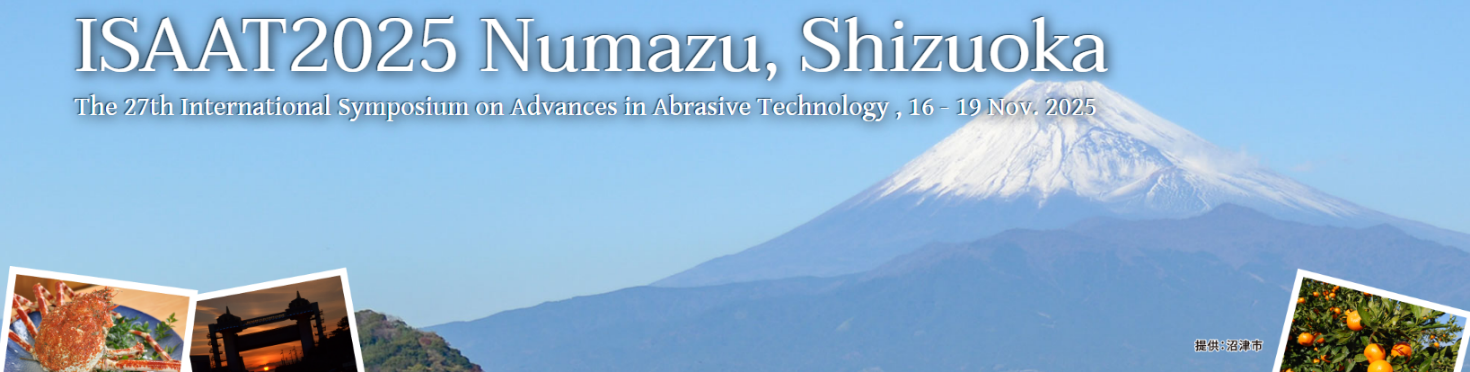 ISAAT2025 Numazu, Shizuoka
The 27th International Symposium on Advances in Abrasive Technology , 16 - 19 Nov. 2025
提供：沼津市